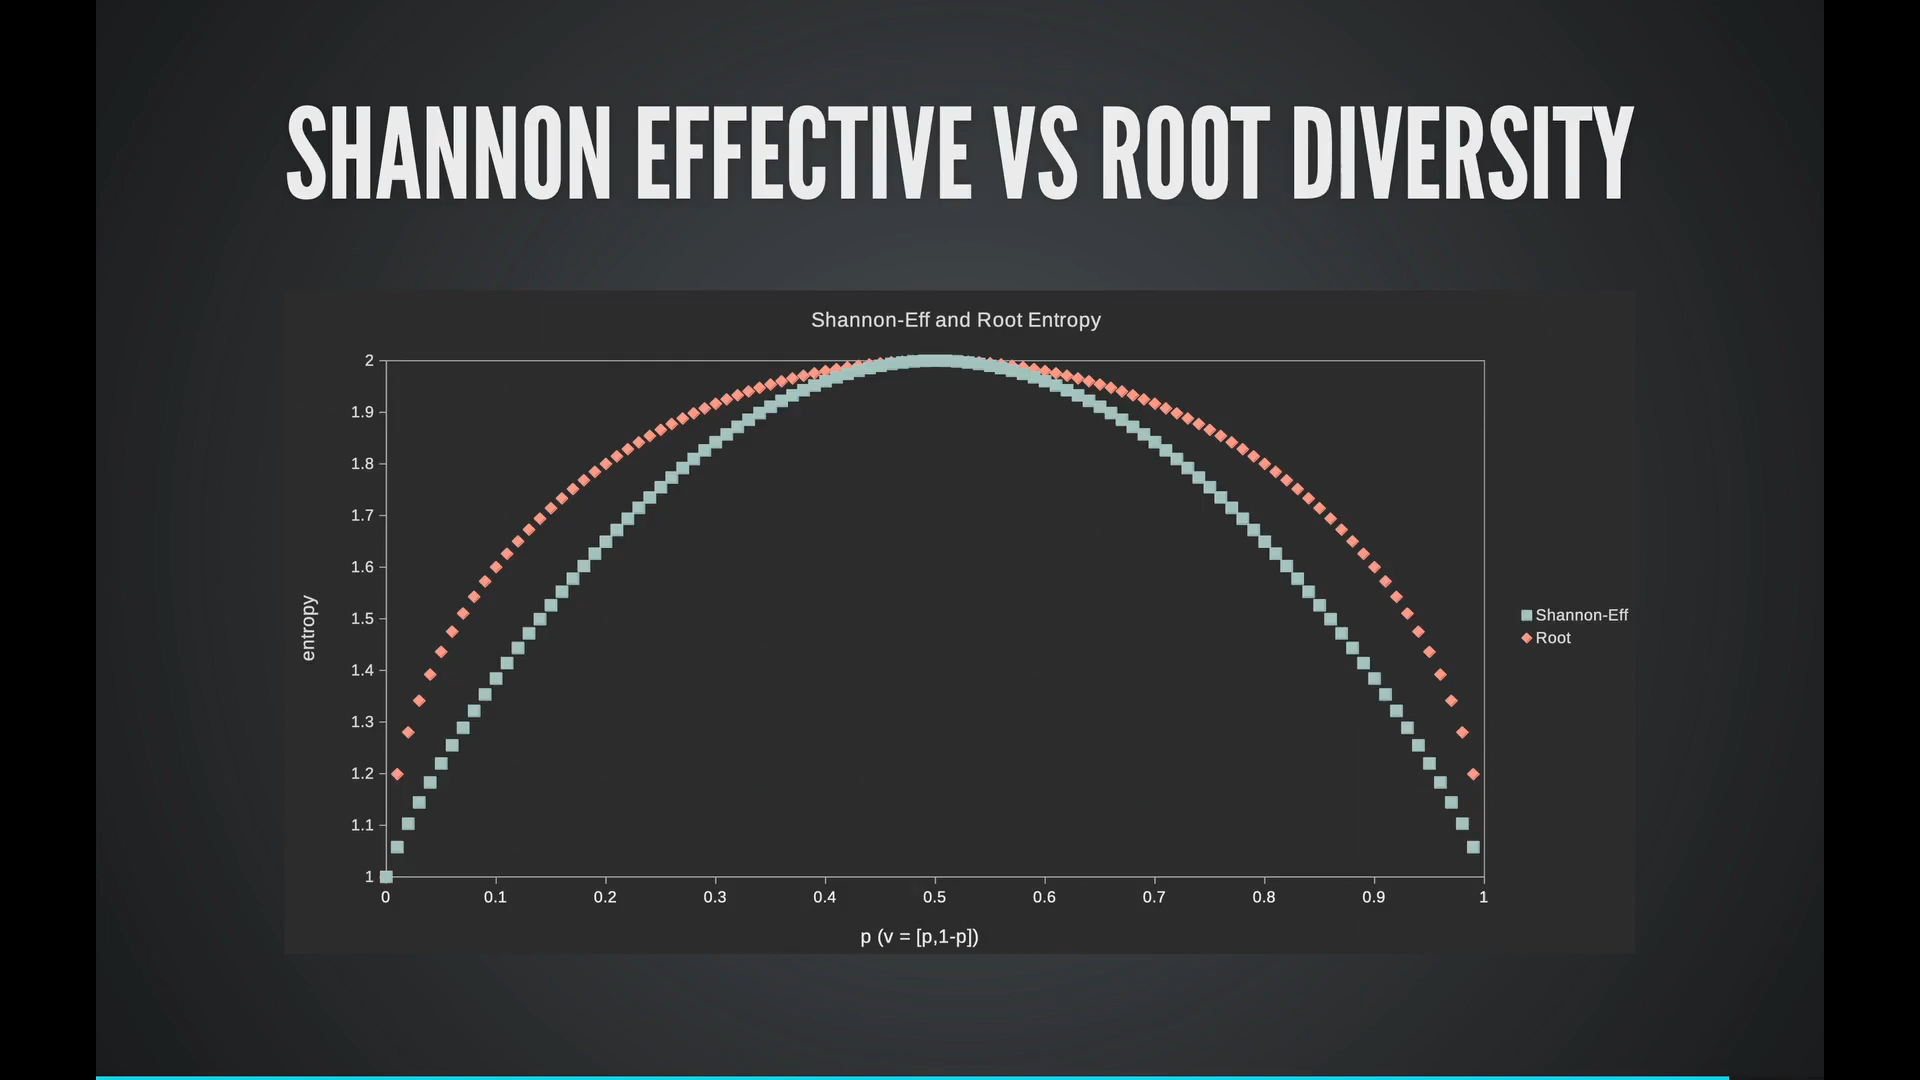 SHANNON EFFECTIVE VS ROOT DIVERSITY
Shannon-Eff and Root Entropy
2
1.9
1.8
1.7
1.6
1.5
1.4
1.3
1.2
1.1
1
entropy
0 0.1 0.2 0.3 0.4 0.5 0.6 0.7 0.8 0.9 1
p (v = [p,1-p])
Shannon-Eff
Root